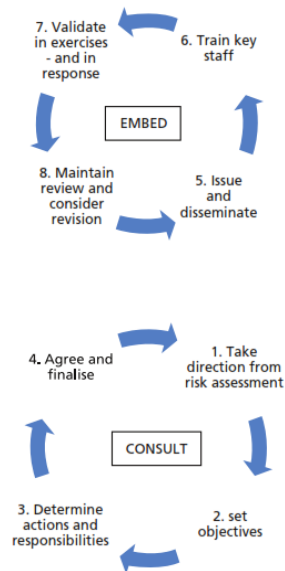 7. Validate
in exercises
- and in
response
6. Train key
staff
EMBED
8. Maintain
review and
consider
revision
5. Issue
and
disseminate
4. Agree and
finalise
1. Take
direction from
risk assessment
CONSULT
3. Determine
actions and
responsibilities
2. set
objectives